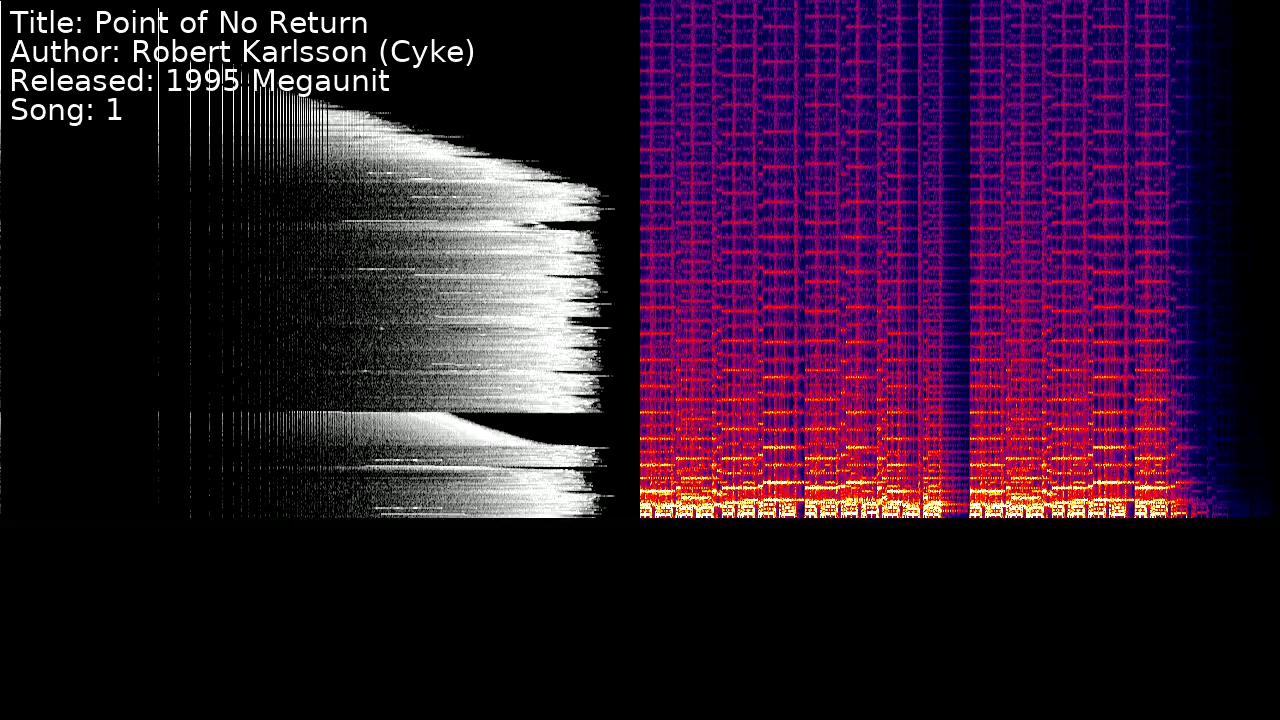 Title: Point of No Return
Author: Robert Karlsson (Cyke)
Released: 1995 Megaunit
Song: 1